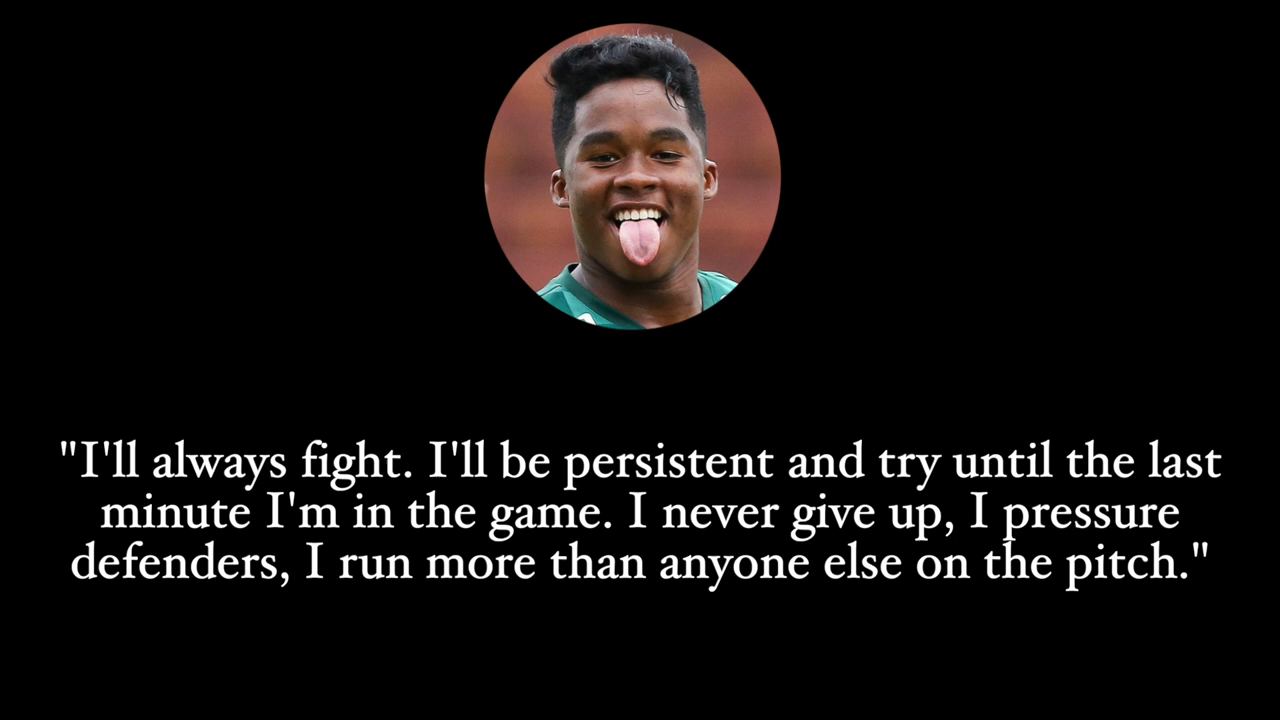 "I'll always fight. I'll be persistent and try until the last
minute I'm in the game. I never give up, I pressure
defenders, I run more than anyone else on the pitch."